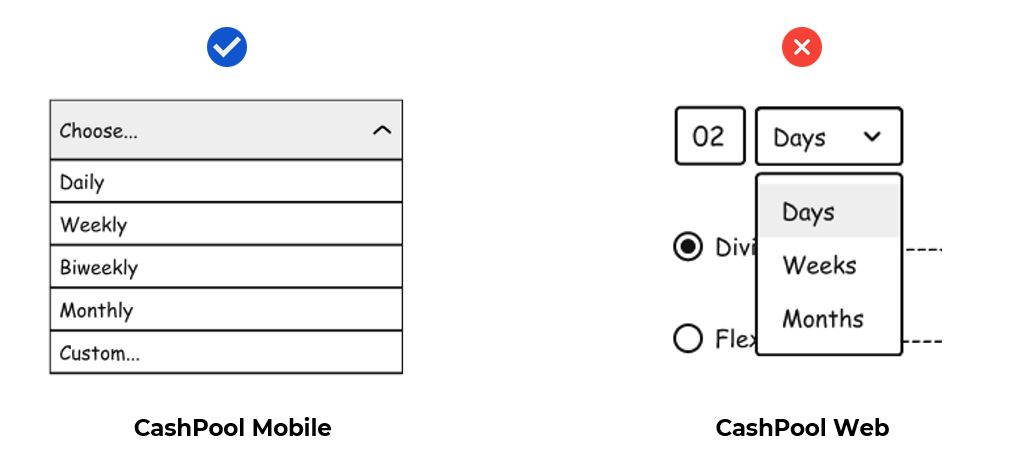 Choose...
Daily
Weekly
Biweekly
Monthly
Custom...
CashPool Mobile
02 Days
Days
Divi
Weeks
Months
Flex
CashPool Web